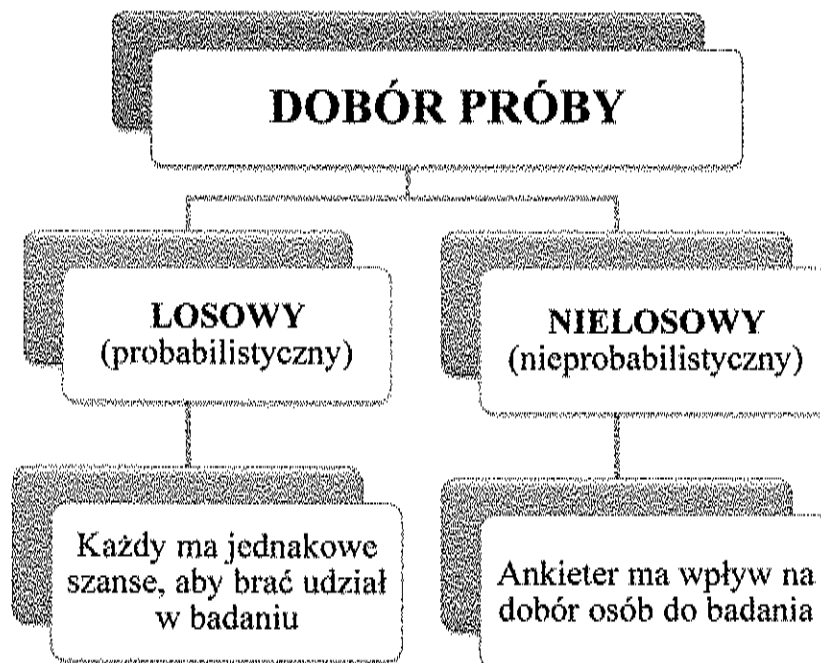 DOBÓR PRÓBY
LOSOWY
(probabilistyczny)
NIELOSOWY
(nieprobabilistyczny)
Każdy ma jednakowe
szanse, aby brać udział
w badaniu
Ankieter ma wpływ na
dobór osób do badania